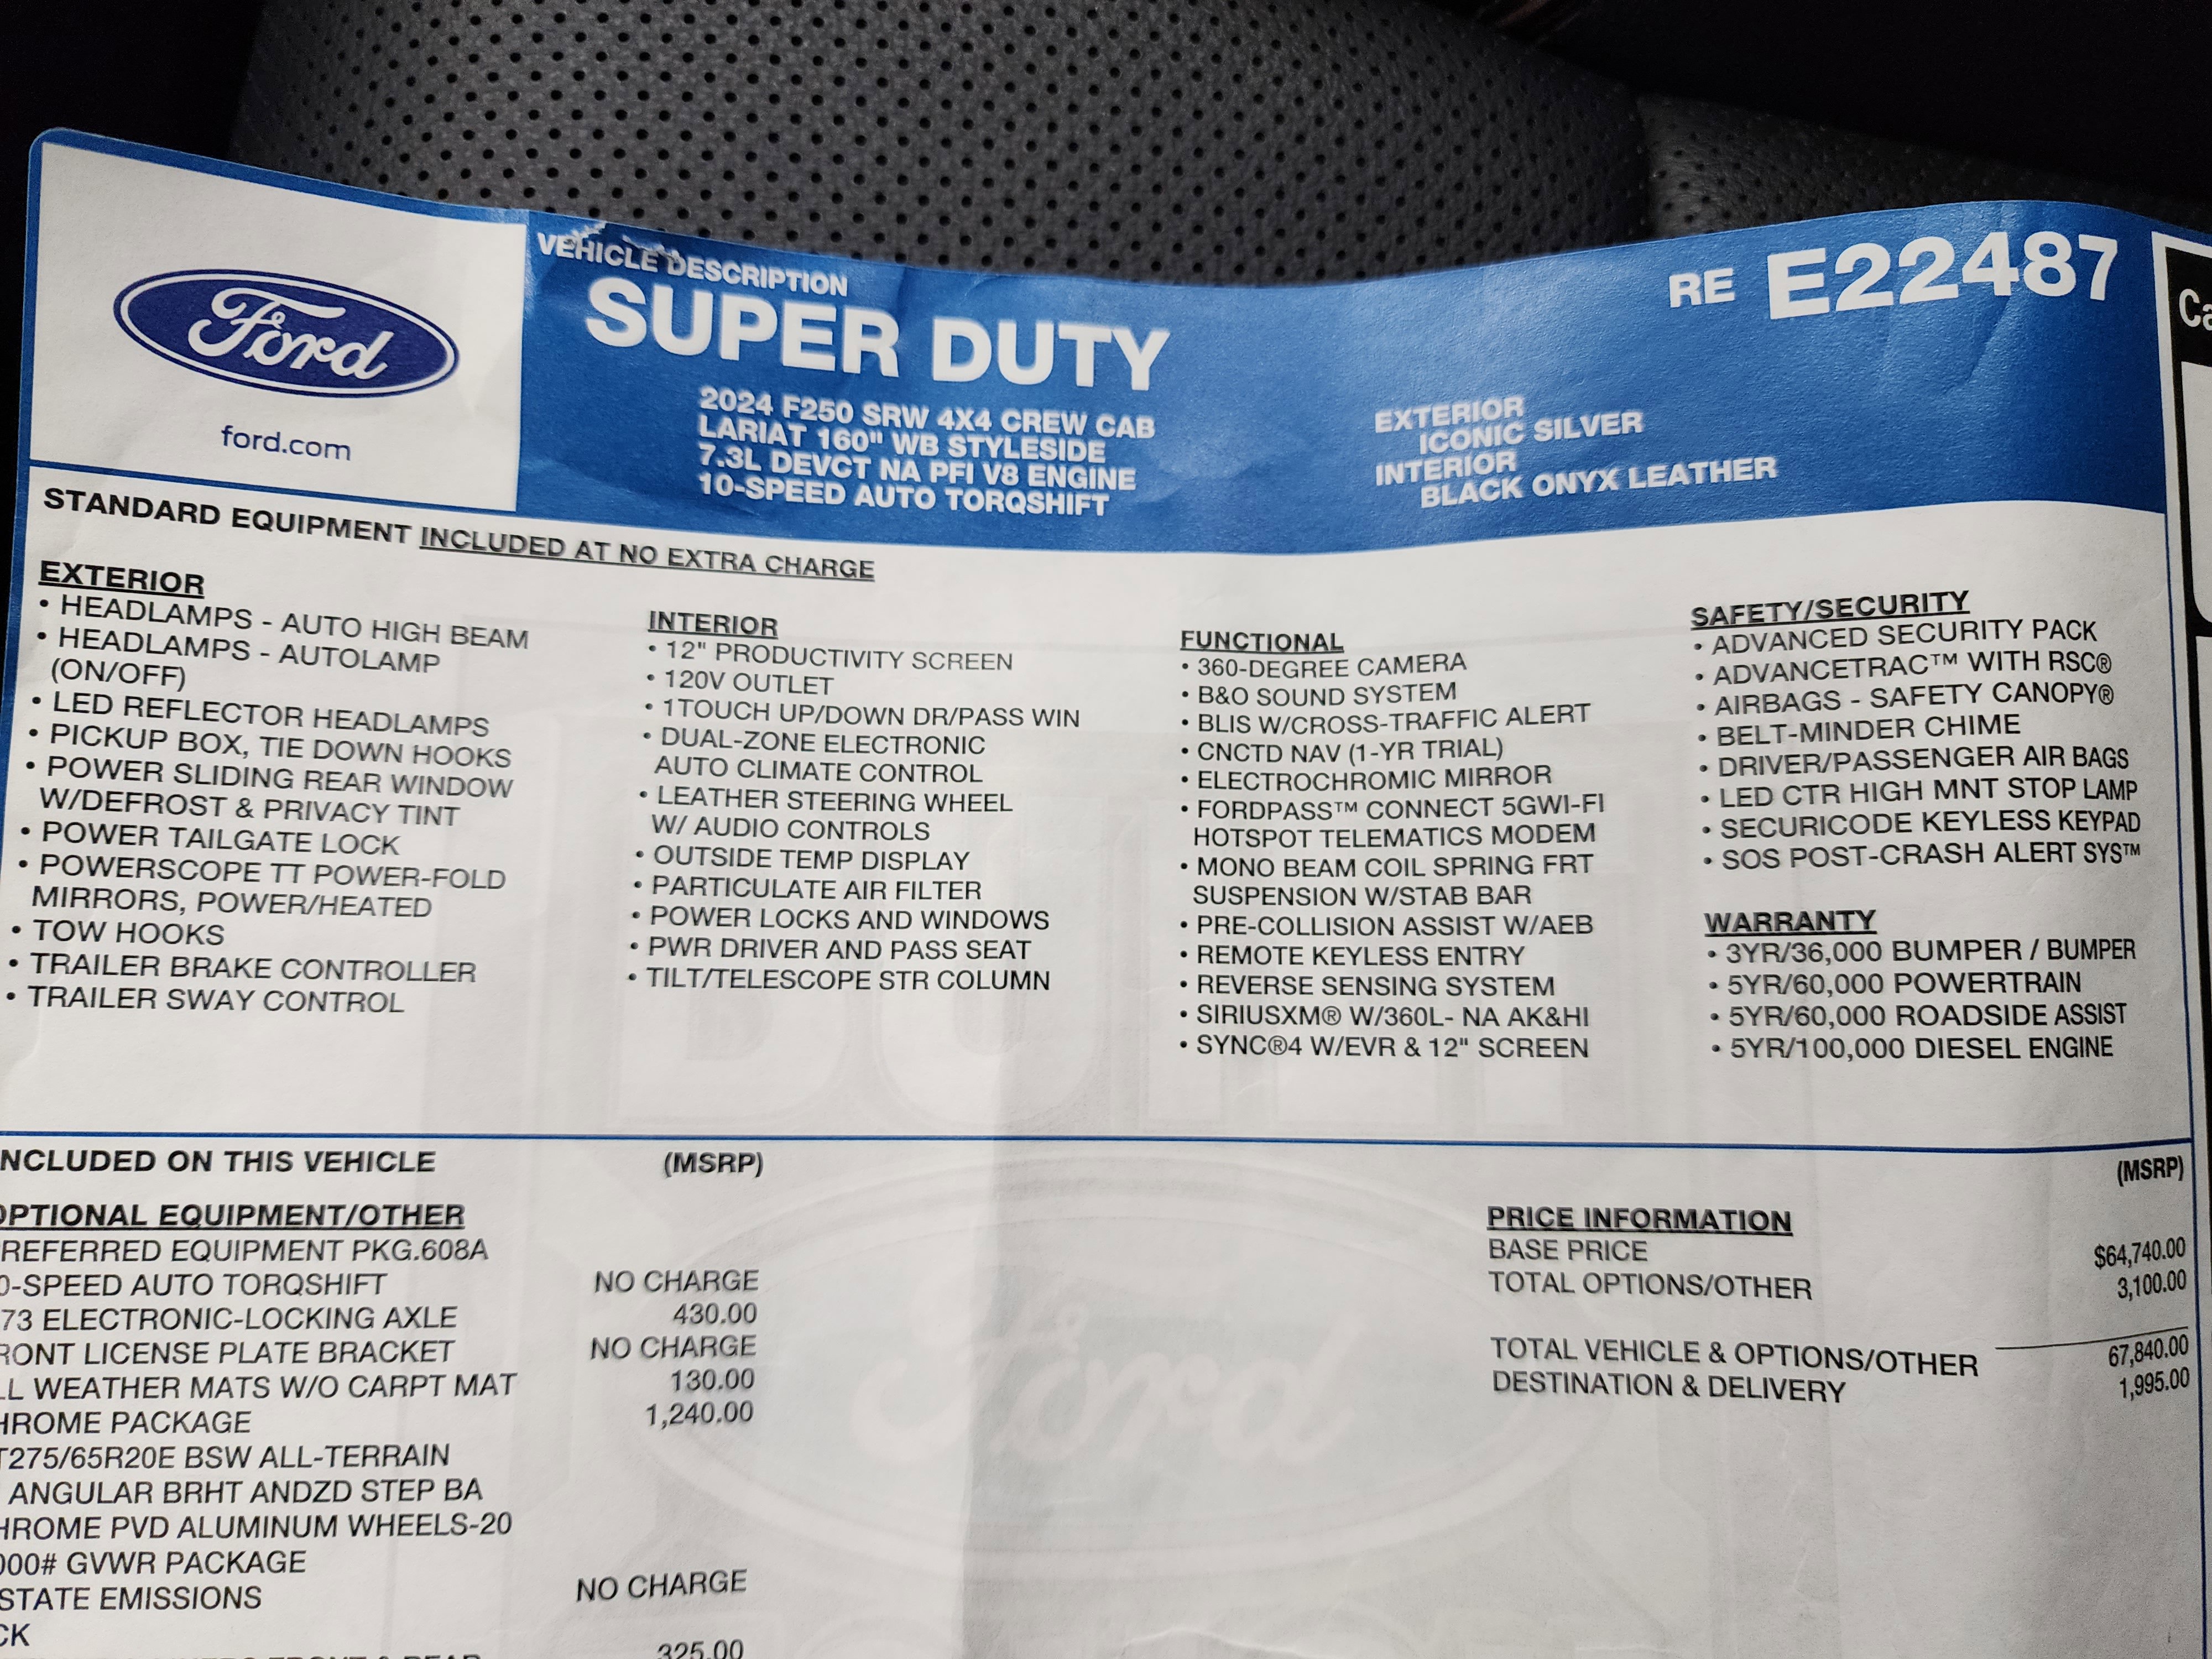 Ford
ford.com
VEHICLE DESCRIPTION
SUPER DUTY
2024 F250 SRW 4X4 CREW CAB
LARIAT 160" WB STYLESIDE
7.3L DEVCT NA PFI V8 ENGINE
10-SPEED AUTO TORQSHIFT
RE E22487
EXTERIOR
ICONIC SILVER
INTERIOR
BLACK ONYX LEATHER
STANDARD EQUIPMENT INCLUDED AT NO EXTRA CHARGE
EXTERIOR
• HEADLAMPS - AUTO HIGH BEAM
• HEADLAMPS - AUTOLAMP
(ON/OFF)
• LED REFLECTOR HEADLAMPS
• PICKUP BOX, TIE DOWN HOOKS
• POWER SLIDING REAR WINDOW
W/DEFROST & PRIVACY TINT
• POWER TAILGATE LOCK
• POWERSCOPE TT POWER-FOLD
MIRRORS, POWER/HEATED
• TOW HOOKS
• TRAILER BRAKE CONTROLLER
• TRAILER SWAY CONTROL
INTERIOR
• 12" PRODUCTIVITY SCREEN
• 120V OUTLET
• 1TOUCH UP/DOWN DR/PASS WIN
• DUAL-ZONE ELECTRONIC
AUTO CLIMATE CONTROL
• LEATHER STEERING WHEEL
W/ AUDIO CONTROLS
• OUTSIDE TEMP DISPLAY
• PARTICULATE AIR FILTER
• POWER LOCKS AND WINDOWS
• PWR DRIVER AND PASS SEAT
• TILT/TELESCOPE STR COLUMN
FUNCTIONAL
• 360-DEGREE CAMERA
• B&O SOUND SYSTEM
• BLIS W/CROSS-TRAFFIC ALERT
• CNCTD NAV (1-YR TRIAL)
• ELECTROCHROMIC MIRROR
• FORDPASS™ CONNECT 5GWI-FI
HOTSPOT TELEMATICS MODEM
• MONO BEAM COIL SPRING FRT
SUSPENSION W/STAB BAR
• PRE-COLLISION ASSIST W/AEB
• REMOTE KEYLESS ENTRY
• REVERSE SENSING SYSTEM
• SIRIUSXM® W/360L- NA AK&HI
• SYNC®4 W/EVR & 12" SCREEN
SAFETY/SECURITY
• ADVANCED SECURITY PACK
• ADVANCETRAC™ WITH RSC®
• AIRBAGS - SAFETY CANOPY®
• BELT-MINDER CHIME
• DRIVER/PASSENGER AIR BAGS
• LED CTR HIGH MNT STOP LAMP
• SECURICODE KEYLESS KEYPAD
• SOS POST-CRASH ALERT SYS™
WARRANTY
• 3YR/36,000 BUMPER / BUMPER
• 5YR/60,000 POWERTRAIN
• 5YR/60,000 ROADSIDE ASSIST
• 5YR/100,000 DIESEL ENGINE
NCLUDED ON THIS VEHICLE (MSRP)
OPTIONAL EQUIPMENT/OTHER
REFERRED EQUIPMENT PKG.608A
0-SPEED AUTO TORQSHIFT NO CHARGE
73 ELECTRONIC-LOCKING AXLE 430.00
RONT LICENSE PLATE BRACKET NO CHARGE
LL WEATHER MATS W/O CARPT MAT 130.00
HROME PACKAGE 1,240.00
T275/65R20E BSW ALL-TERRAIN
ANGULAR BRHT ANDZD STEP BA
HROME PVD ALUMINUM WHEELS-20
000# GVWR PACKAGE
STATE EMISSIONS NO CHARGE
CK
325.00
(MSRP)
PRICE INFORMATION
BASE PRICE $64,740.00
TOTAL OPTIONS/OTHER 3,100.00
TOTAL VEHICLE & OPTIONS/OTHER 67,840.00
DESTINATION & DELIVERY 1,995.00